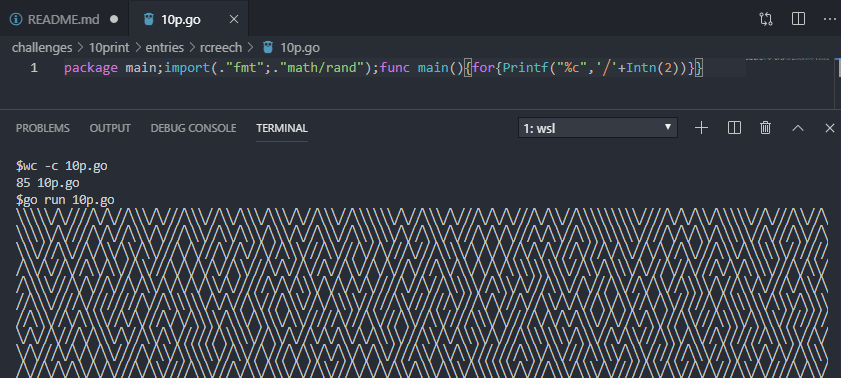 README.md
10p.go
challenges > 10print > entries > rcreech > 10p.go
1 package main;import(."fmt";."math/rand");func main(){for{Printf("%c",'╱'+Intn(2))}}
PROBLEMS OUTPUT DEBUG CONSOLE TERMINAL 1: wsl
$wc -c 10p.go
85 10p.go
$go run 10p.go